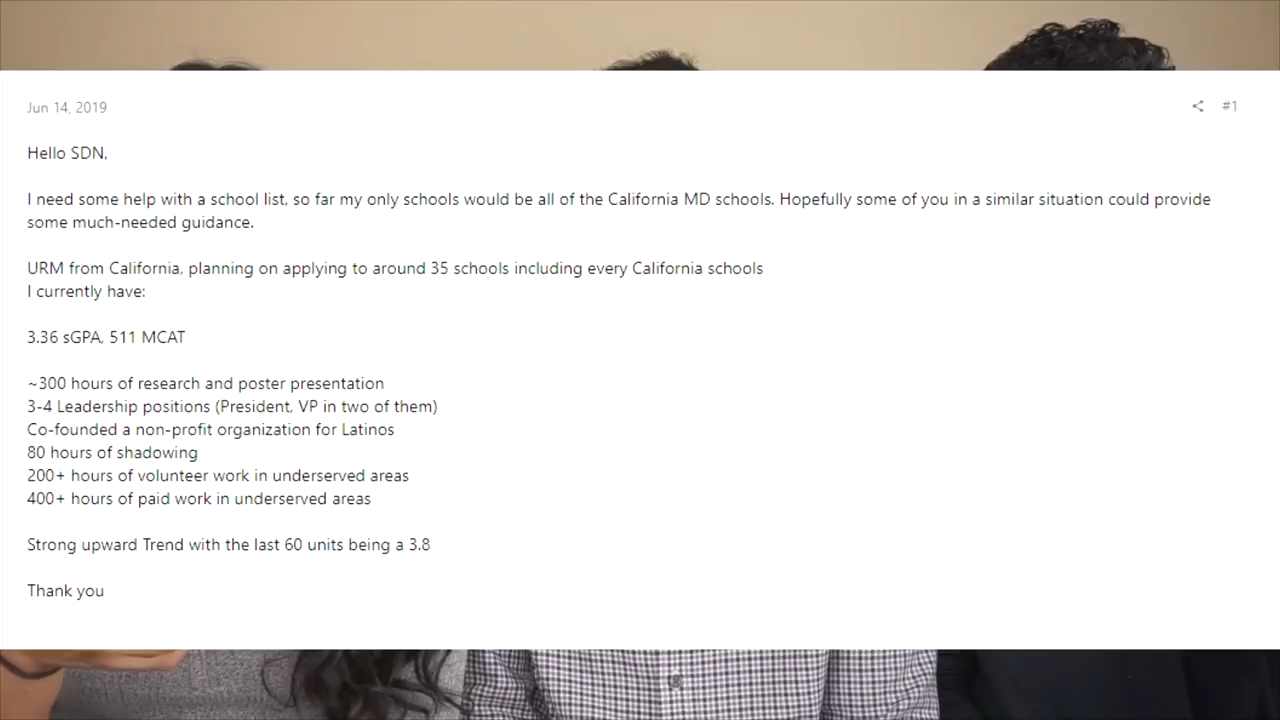 Jun 14, 2019
#1
Hello SDN,
I need some help with a school list, so far my only schools would be all of the California MD schools. Hopefully some of you in a similar situation could provide
some much-needed guidance.
URM from California, planning on applying to around 35 schools including every California schools
I currently have:
3.36 sGPA, 511 MCAT
~300 hours of research and poster presentation
3-4 Leadership positions (President, VP in two of them)
Co-founded a non-profit organization for Latinos
80 hours of shadowing
200+ hours of volunteer work in underserved areas
400+ hours of paid work in underserved areas
Strong upward Trend with the last 60 units being a 3.8
Thank you